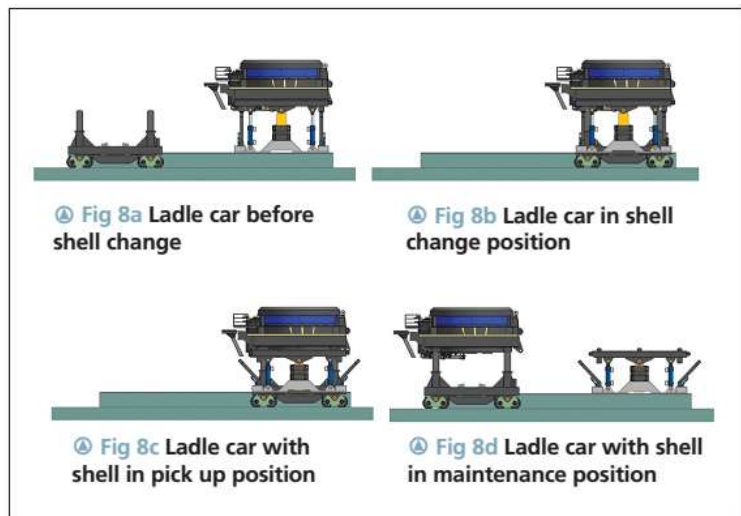 Fig 8a Ladle car before
shell change
Fig 8b Ladle car in shell
change position
Fig 8c Ladle car with
shell in pick up position
Fig 8d Ladle car with shell
in maintenance position